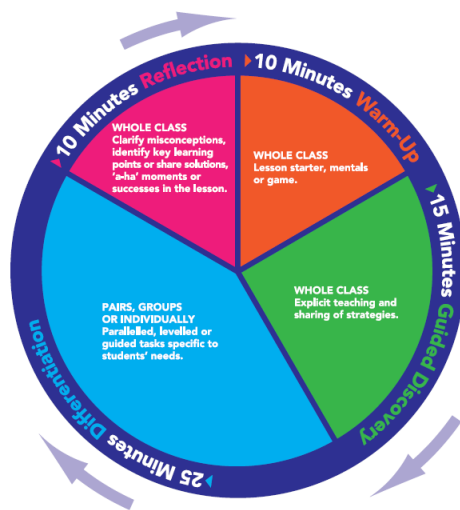 10 Minutes Warm-Up
WHOLE CLASS
Lesson starter, mentals
or game.
15 Minutes Guided Discovery
WHOLE CLASS
Explicit teaching and
sharing of strategies.
25 Minutes Differentiation
PAIRS, GROUPS
OR INDIVIDUALLY
Parallelled, levelled or
guided tasks specific to
students’ needs.
10 Minutes Reflection
WHOLE CLASS
Clarify misconceptions,
identify key learning
points or share solutions,
‘a-ha’ moments or
successes in the lesson.